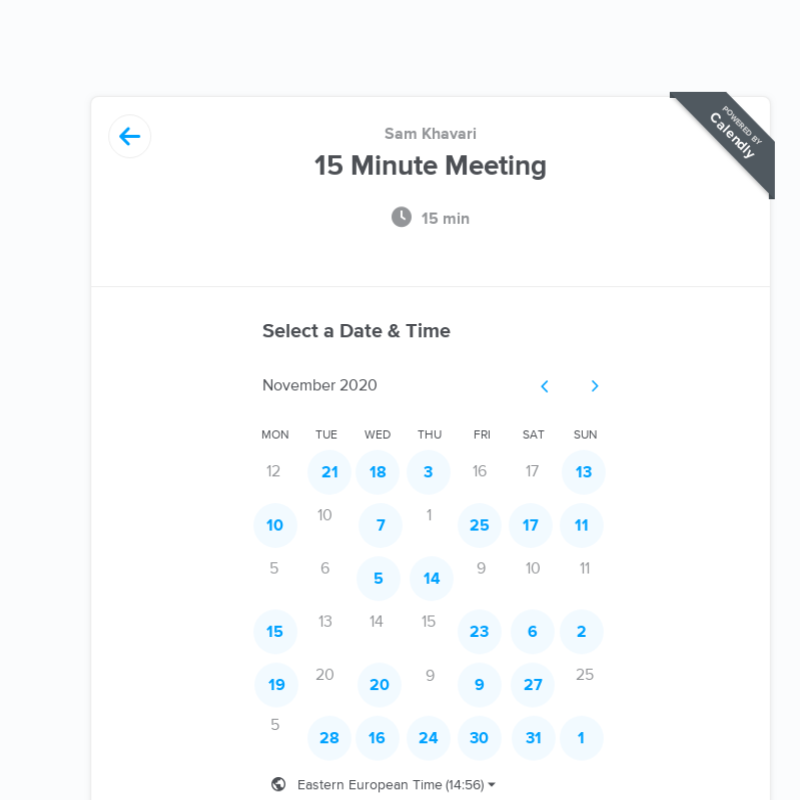 POWERED BY
Calendly
Sam Khavari
15 Minute Meeting
15 min
Select a Date & Time
November 2020
MON TUE WED THU FRI SAT SUN
12 21 18 3 16 17 13
10 10 7 1 25 17 11
5 6 5 14 9 10 11
15 13 14 15 23 6 2
19 20 20 9 9 27 25
5 28 16 24 30 31 1
Eastern European Time (14:56)